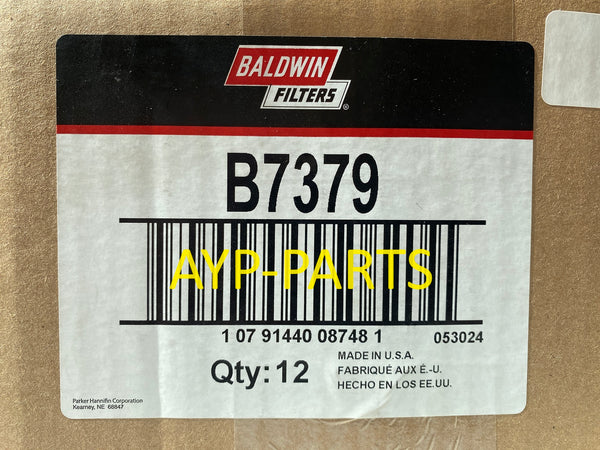 BALDWIN
FILTERS®
B7379
AYP-PARTS
1 07 91440 08748 1
053024
Qty: 12
MADE IN U.S.A.
FABRIQUÉ AUX É.-U.
HECHO EN LOS EE.UU.
Parker Hannifin Corporation
Kearney, NE 68847